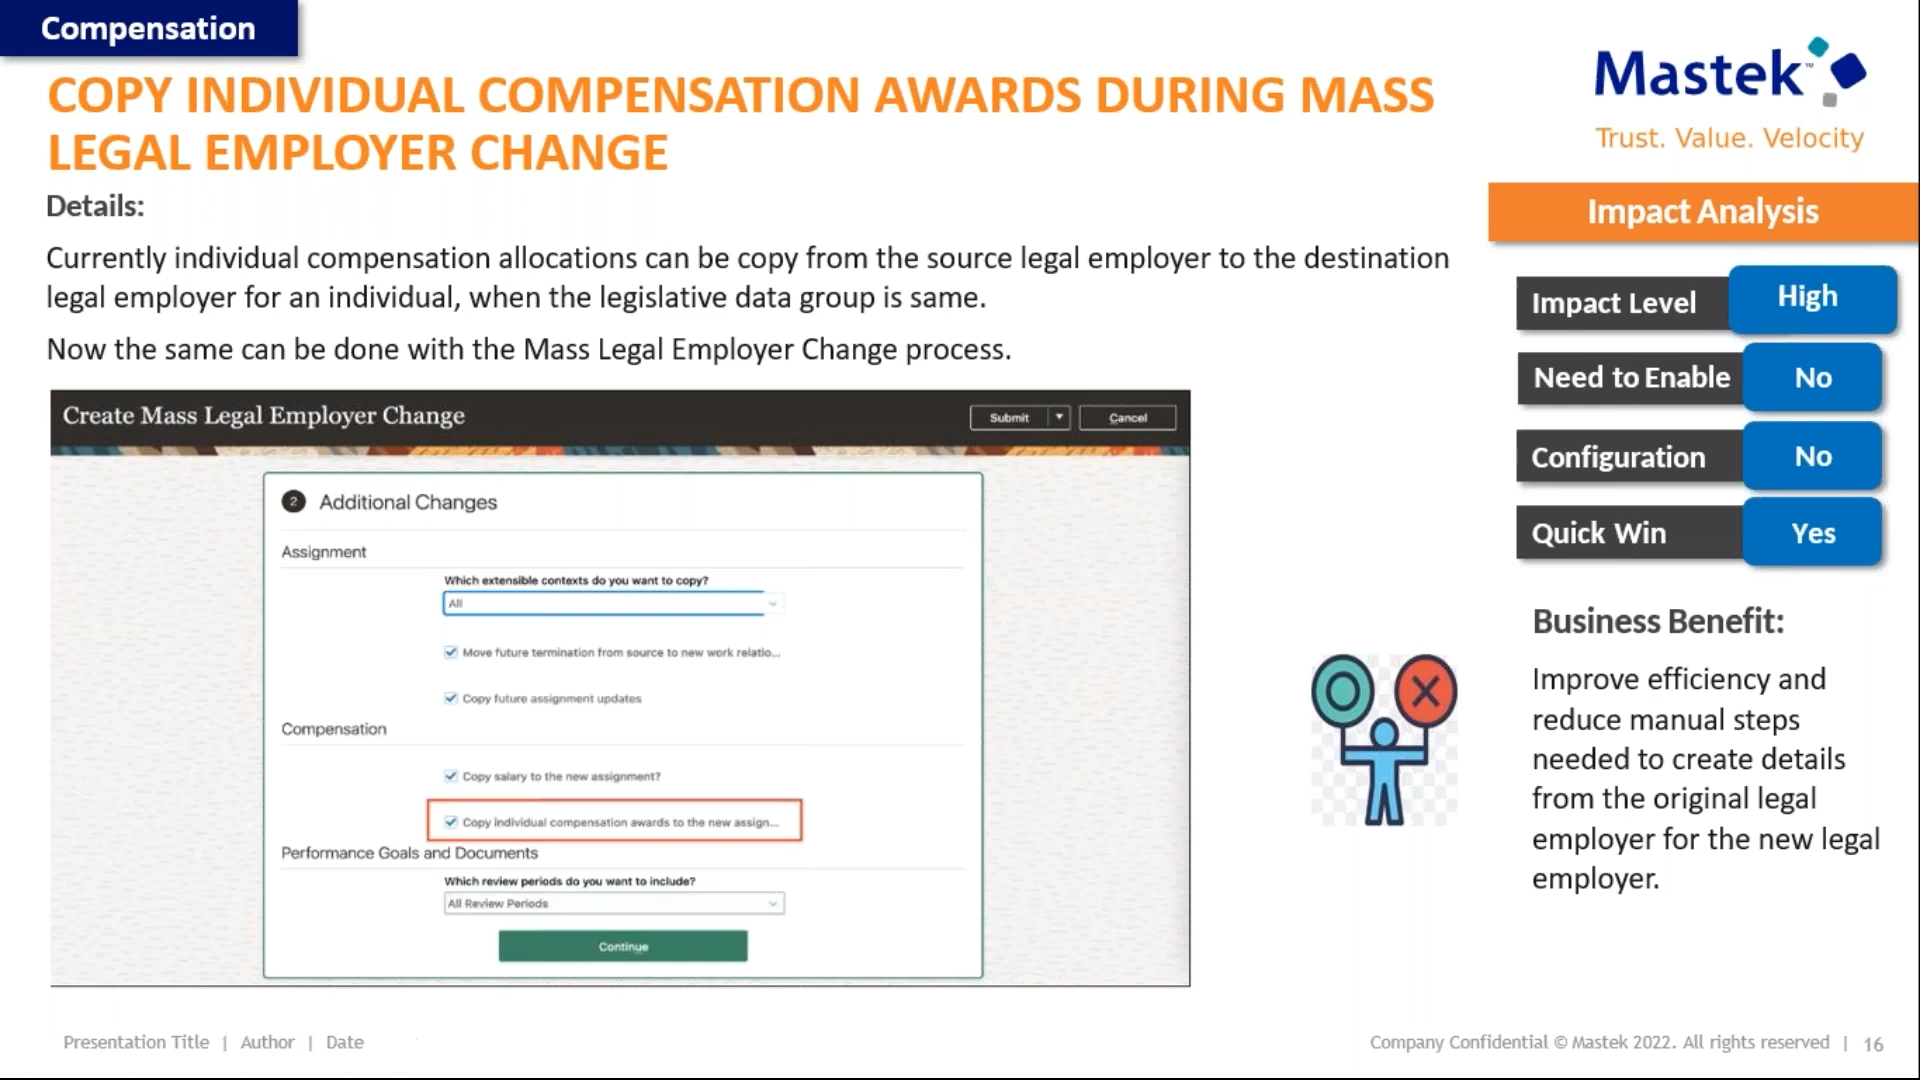 Compensation
COPY INDIVIDUAL COMPENSATION AWARDS DURING MASS
LEGAL EMPLOYER CHANGE
Mastek™
Trust. Value. Velocity
Details:
Currently individual compensation allocations can be copy from the source legal employer to the destination
legal employer for an individual, when the legislative data group is same.
Now the same can be done with the Mass Legal Employer Change process.
Create Mass Legal Employer Change
Submit
Cancel
2 Additional Changes
Assignment
Which extensible contexts do you want to copy?
All
Move future termination from source to new work relatio...
Copy future assignment updates
Compensation
Copy salary to the new assignment?
Copy individual compensation awards to the new assign...
Performance Goals and Documents
Which review periods do you want to include?
All Review Periods
Continue
Impact Analysis
Impact Level High
Need to Enable No
Configuration No
Quick Win Yes
Business Benefit:
Improve efficiency and
reduce manual steps
needed to create details
from the original legal
employer for the new legal
employer.
Presentation Title | Author | Date
Company Confidential © Mastek 2022. All rights reserved | 16